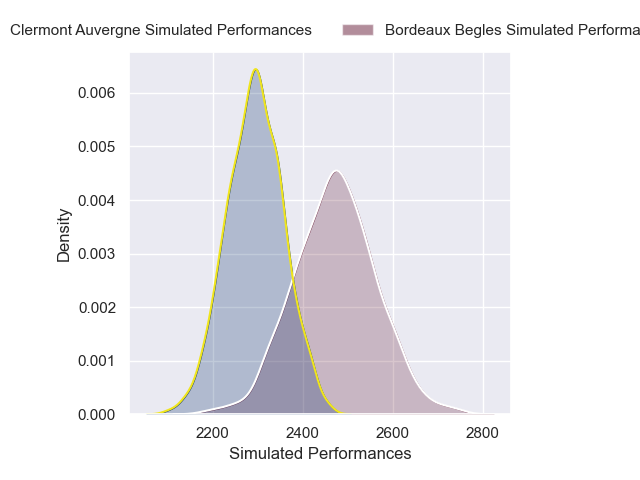 Clermont Auvergne Simulated Performances
Bordeaux Begles Simulated Performa
0.006
0.005
0.004
0.003
0.002
0.001
0.000
Density
2200 2400 2600 2800
Simulated Performances